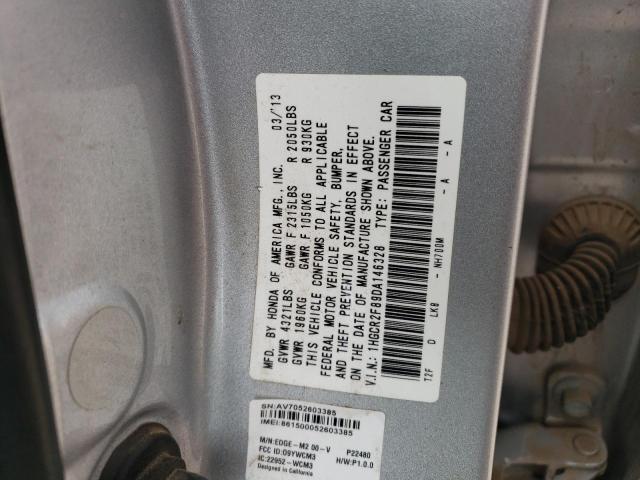 MFD. BY HONDA OF AMERICA MFG., INC. 03/'13
GVWR 4321LBS GAWR F 2315LBS R 2050LBS
GVWR 1960KG GAWR F 1050KG R 930KG
THIS VEHICLE CONFORMS TO ALL APPLICABLE
FEDERAL MOTOR VEHICLE SAFETY, BUMPER,
AND THEFT PREVENTION STANDARDS IN EFFECT
ON THE DATE OF MANUFACTURE SHOWN ABOVE.
V.I.N.: 1HGCR2F89DA146328 TYPE: PASSENGER CAR
T2F D LKB - NH700M - A - A
SN:AV7052603385
IMEI:861500052603385
M/N:EDGE-M2 00-V P22480
FCC ID:O9YWCM3 H/W:P1.0.0
IC:22952-WCM3
Designed in California